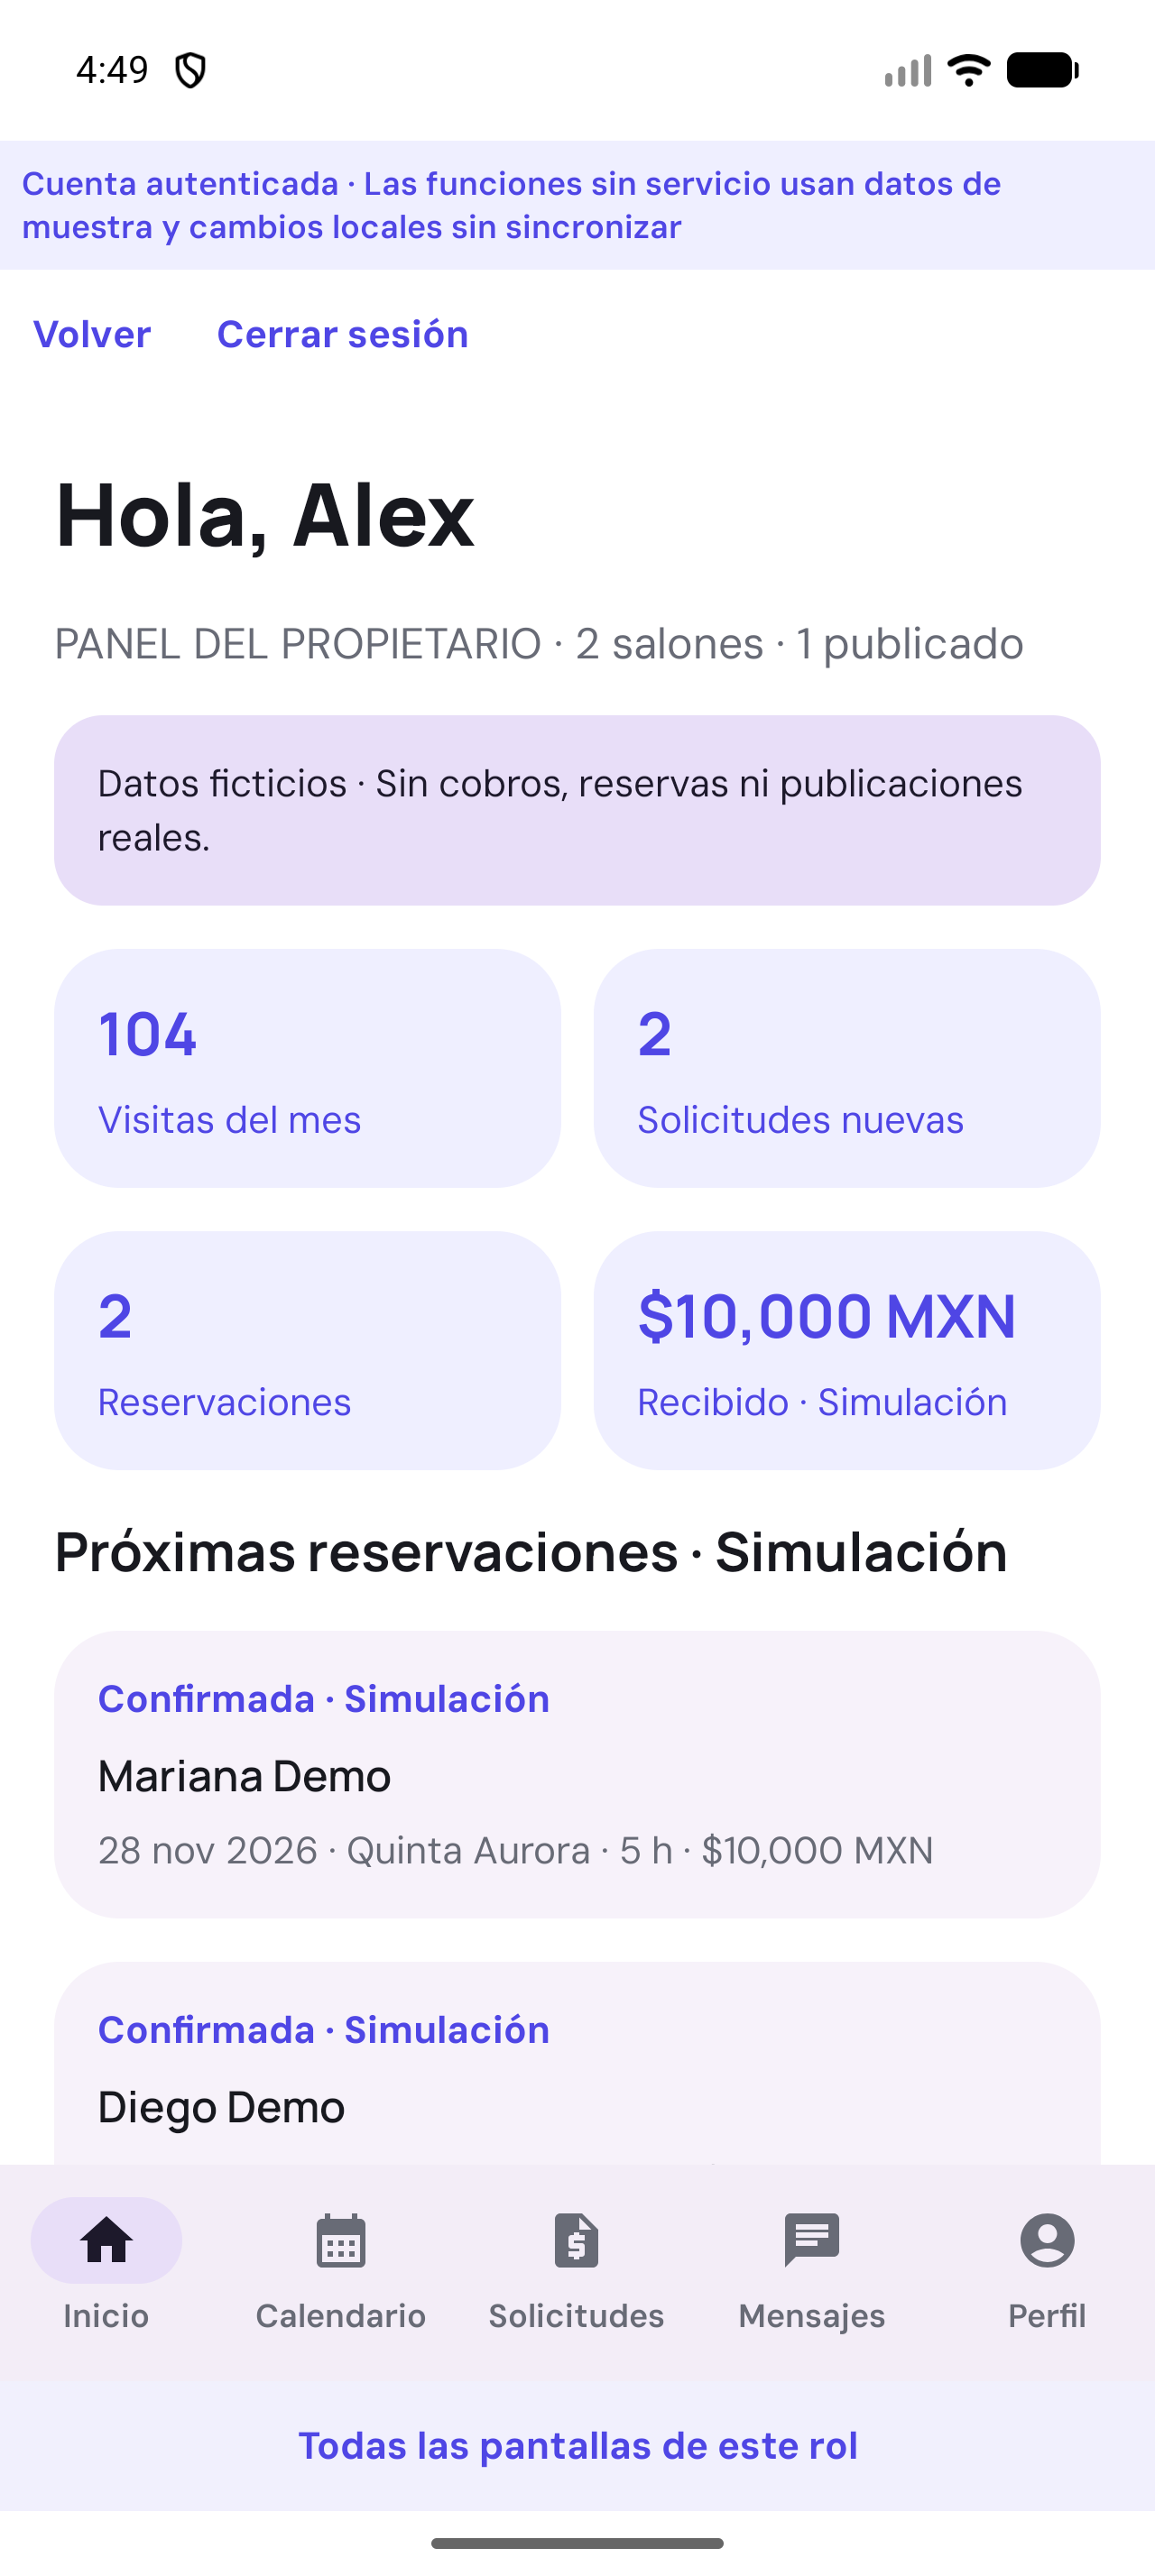 4:49
Cuenta autenticada · Las funciones sin servicio usan datos de
muestra y cambios locales sin sincronizar
Volver Cerrar sesión
Hola, Alex
PANEL DEL PROPIETARIO · 2 salones · 1 publicado
Datos ficticios · Sin cobros, reservas ni publicaciones
reales.
104
Visitas del mes
2
Solicitudes nuevas
2
Reservaciones
$10,000 MXN
Recibido · Simulación
Próximas reservaciones · Simulación
Confirmada · Simulación
Mariana Demo
28 nov 2026 · Quinta Aurora · 5 h · $10,000 MXN
Confirmada · Simulación
Diego Demo
Inicio Calendario Solicitudes Mensajes Perfil
Todas las pantallas de este rol